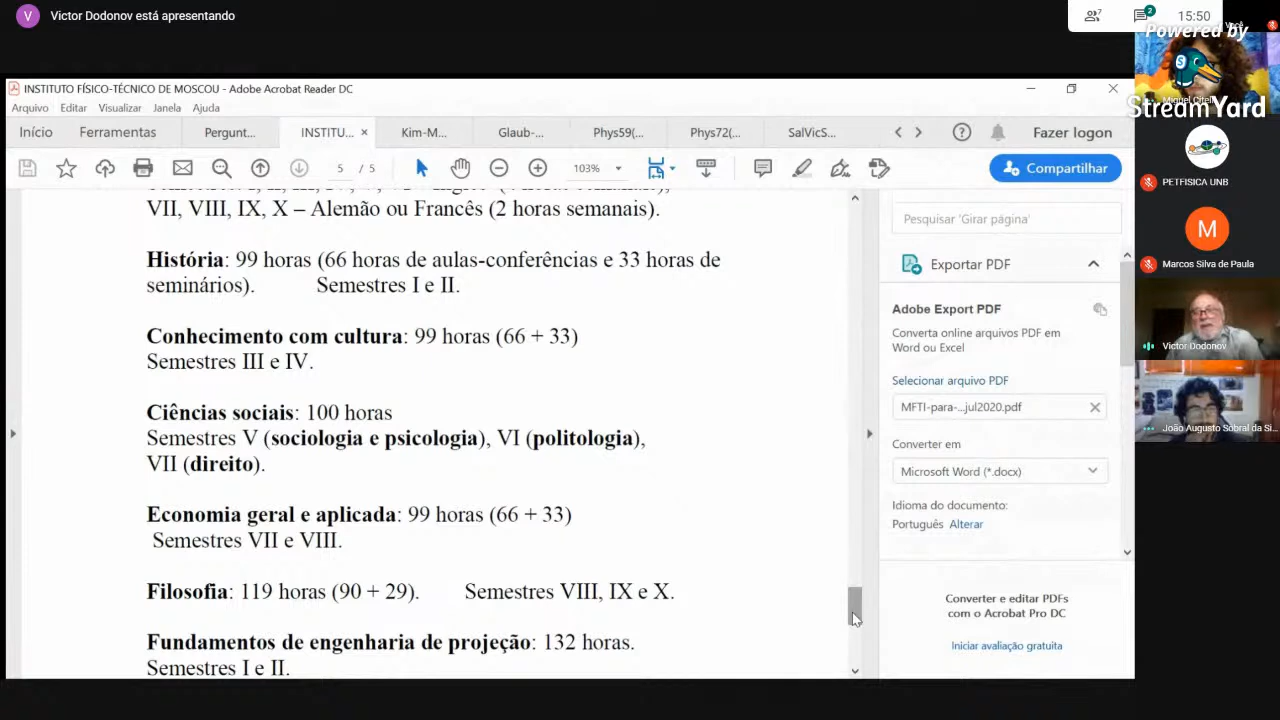 V Victor Dodonov está apresentando
7 2 15:50
Powered by
StreamYard
INSTITUTO FÍSICO-TÉCNICO DE MOSCOU - Adobe Acrobat Reader DC
Arquivo Editar Visualizar Janela Ajuda
Início Ferramentas Pergunt... INSTITU... × Kim-M... Glaub-... Phys59(... Phys72(... SalVicS... Fazer logon
5 / 5 103% Compartilhar
VII, VIII, IX, X – Alemão ou Francês (2 horas semanais).
História: 99 horas (66 horas de aulas-conferências e 33 horas de
seminários). Semestres I e II.
Conhecimento com cultura: 99 horas (66 + 33)
Semestres III e IV.
Ciências sociais: 100 horas
Semestres V (sociologia e psicologia), VI (politologia),
VII (direito).
Economia geral e aplicada: 99 horas (66 + 33)
Semestres VII e VIII.
Filosofia: 119 horas (90 + 29). Semestres VIII, IX e X.
Fundamentos de engenharia de projeção: 132 horas.
Semestres I e II.
Pesquisar 'Girar página'
Exportar PDF
Adobe Export PDF
Converta online arquivos PDF em
Word ou Excel
Selecionar arquivo PDF
MFTI-para-...jul2020.pdf
Converter em
Microsoft Word (*.docx)
Idioma do documento:
Português Alterar
Converter e editar PDFs
com o Acrobat Pro DC
Iniciar avaliação gratuita
Você
PETFISICA UNB
M
Marcos Silva de Paula
Victor Dodonov
João Augusto Sobral da Si...